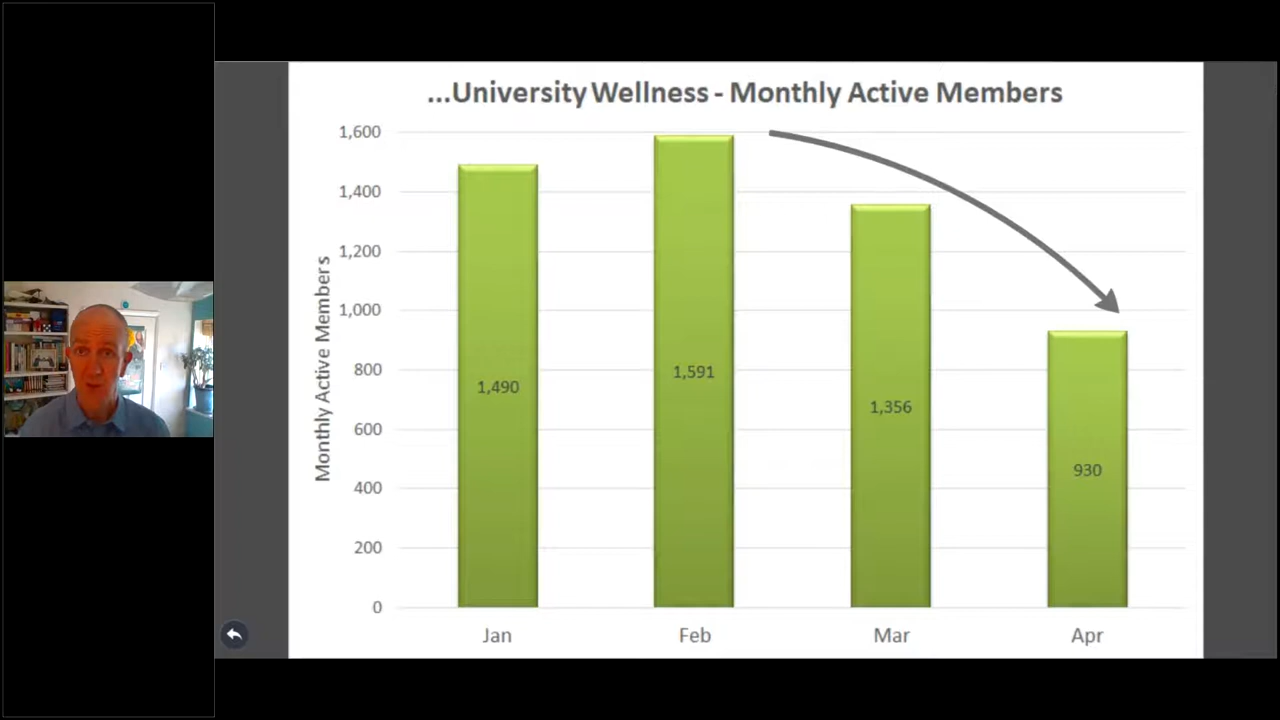 ...University Wellness - Monthly Active Members
Monthly Active Members
1,600
1,400
1,200
1,000
800
600
400
200
0
1,490
1,591
1,356
930
Jan
Feb
Mar
Apr